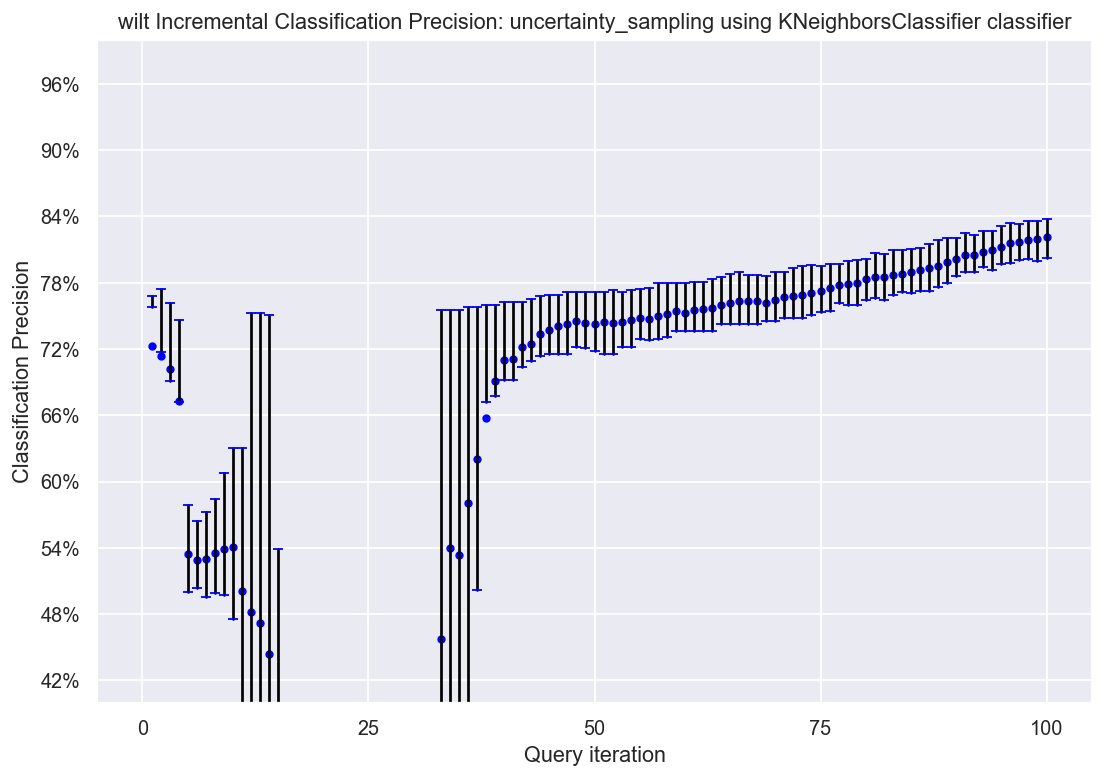 wilt Incremental Classification Precision: uncertainty_sampling using KNeighborsClassifier classifier
Classification Precision
96%
90%
84%
78%
72%
66%
60%
54%
48%
42%
0 25 50 75 100
Query iteration